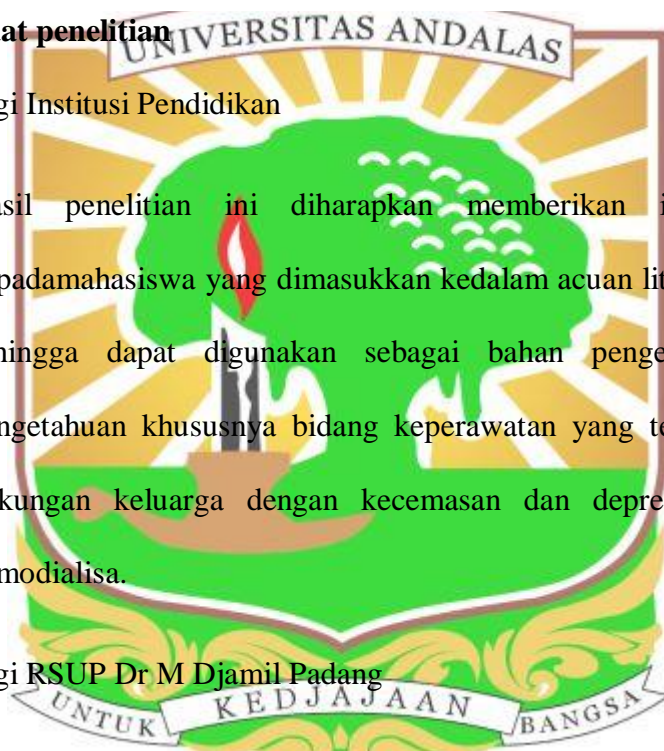 UNIVERSITAS ANDALAS
at penelitian
gi Institusi Pendidikan
asil penelitian ini diharapkan memberikan i
padamahasiswa yang dimasukkan kedalam acuan lit
hingga dapat digunakan sebagai bahan penge
ngetahuan khususnya bidang keperawatan yang te
kungan keluarga dengan kecemasan dan depre
modialisa.
gi RSUP Dr M Djamil Padang
UNTUK KEDJAJAAN BANGSA